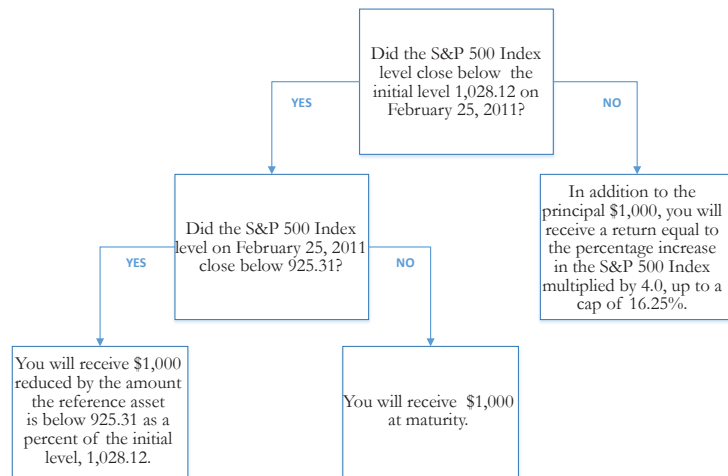 Did the S&P 500 Index
level close below the
initial level 1,028.12 on
February 25, 2011?
YES
NO
Did the S&P 500 Index
level on February 25, 2011
close below 925.31?
In addition to the
principal $1,000, you will
receive a return equal to
the percentage increase
in the S&P 500 Index
multiplied by 4.0, up to a
cap of 16.25%.
YES
NO
You will receive $1,000
reduced by the amount
the reference asset
is below 925.31 as a
percent of the initial
level, 1,028.12.
You will receive $1,000
at maturity.